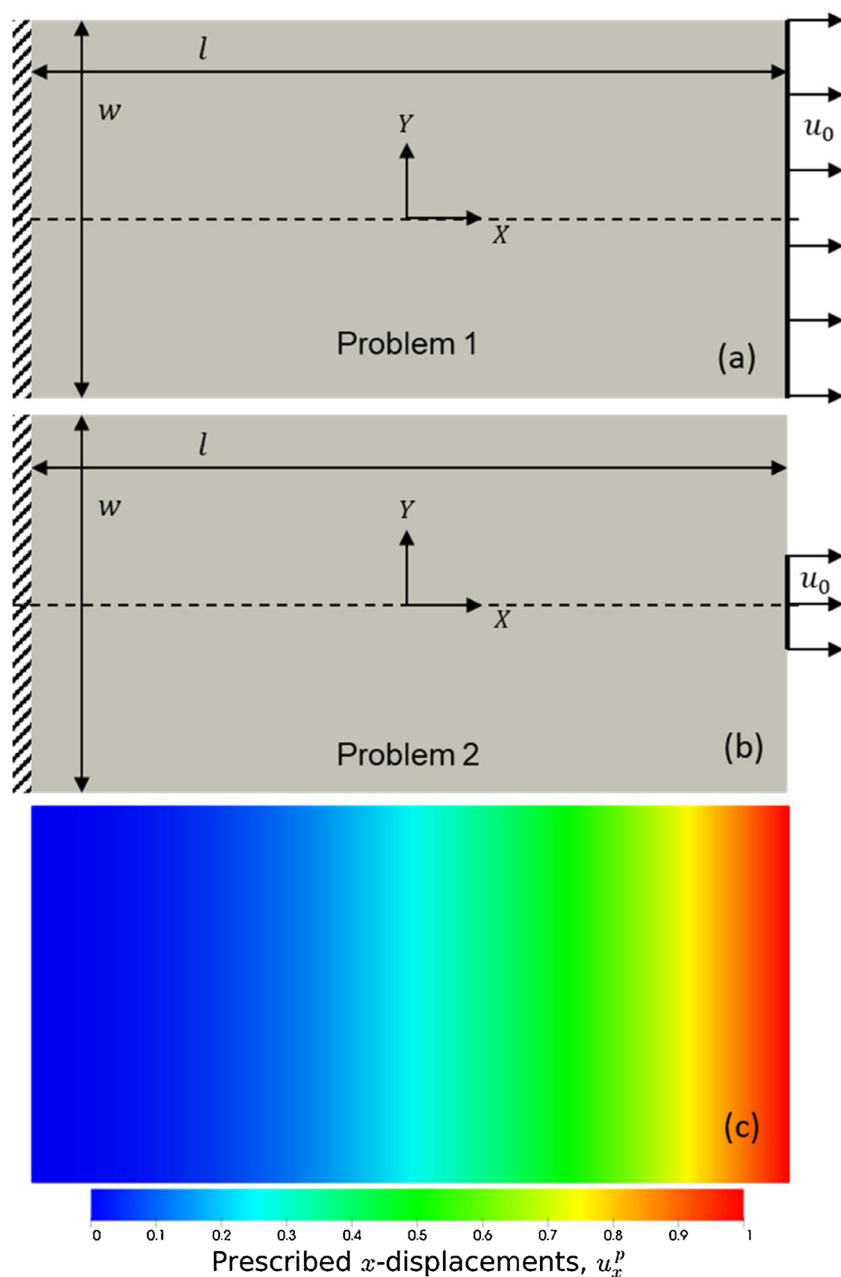 l
w
Y
u₀
X
Problem 1
(a)
l
w
Y
u₀
X
Problem 2
(b)
(c)
0 0.1 0.2 0.3 0.4 0.5 0.6 0.7 0.8 0.9 1
Prescribed x-displacements, uₓᵖ